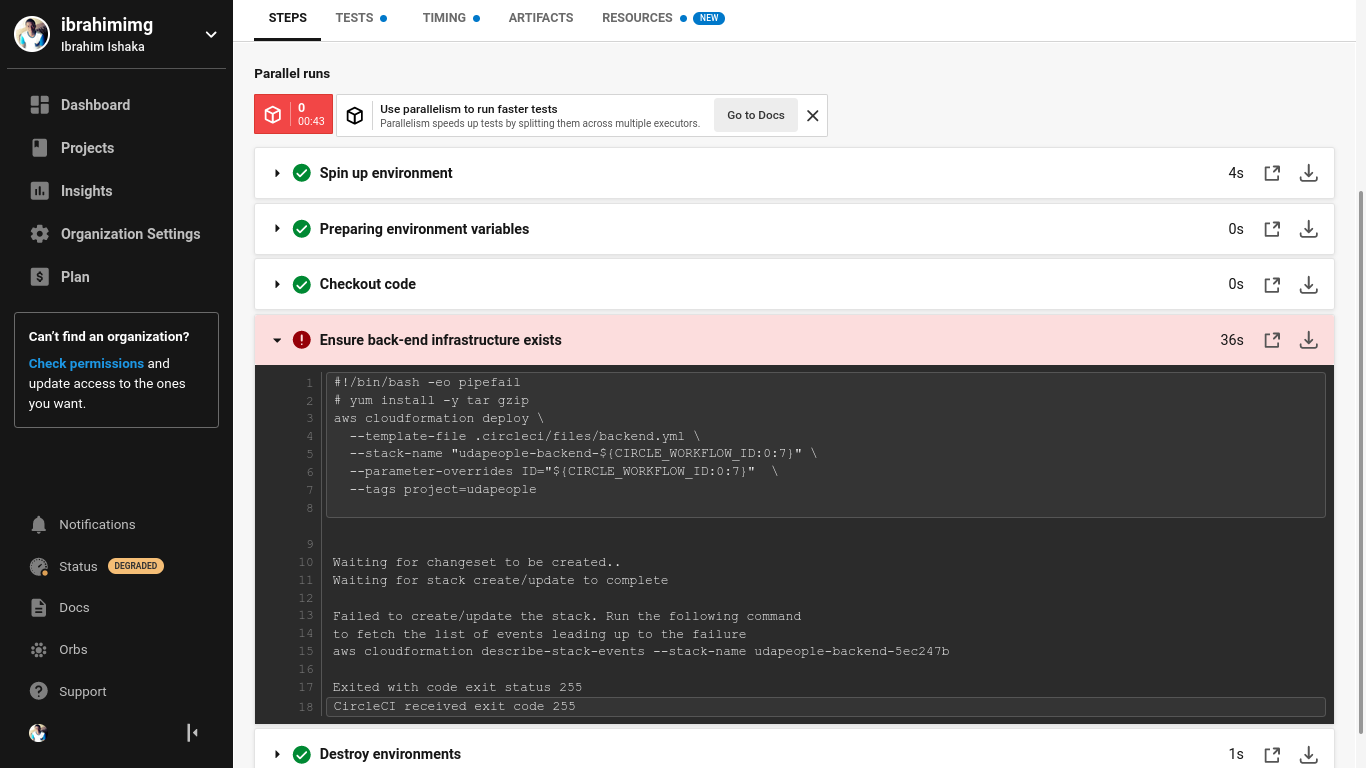 ibrahimimg
Ibrahim Ishaka
Dashboard
Projects
Insights
Organization Settings
Plan
Can't find an organization?
Check permissions and
update access to the ones
you want.
Notifications
Status DEGRADED
Docs
Orbs
Support
STEPS TESTS TIMING ARTIFACTS RESOURCES NEW
Parallel runs
0
00:43
Use parallelism to run faster tests
Parallelism speeds up tests by splitting them across multiple executors.
Go to Docs
Spin up environment 4s
Preparing environment variables 0s
Checkout code 0s
Ensure back-end infrastructure exists 36s
1 #!/bin/bash -eo pipefail
2 # yum install -y tar gzip
3 aws cloudformation deploy \
4 --template-file .circleci/files/backend.yml \
5 --stack-name "udapeople-backend-${CIRCLE_WORKFLOW_ID:0:7}" \
6 --parameter-overrides ID="${CIRCLE_WORKFLOW_ID:0:7}"  \
7 --tags project=udapeople
8
9
10 Waiting for changeset to be created..
11 Waiting for stack create/update to complete
12
13 Failed to create/update the stack. Run the following command
14 to fetch the list of events leading up to the failure
15 aws cloudformation describe-stack-events --stack-name udapeople-backend-5ec247b
16
17 Exited with code exit status 255
18 CircleCI received exit code 255
Destroy environments 1s